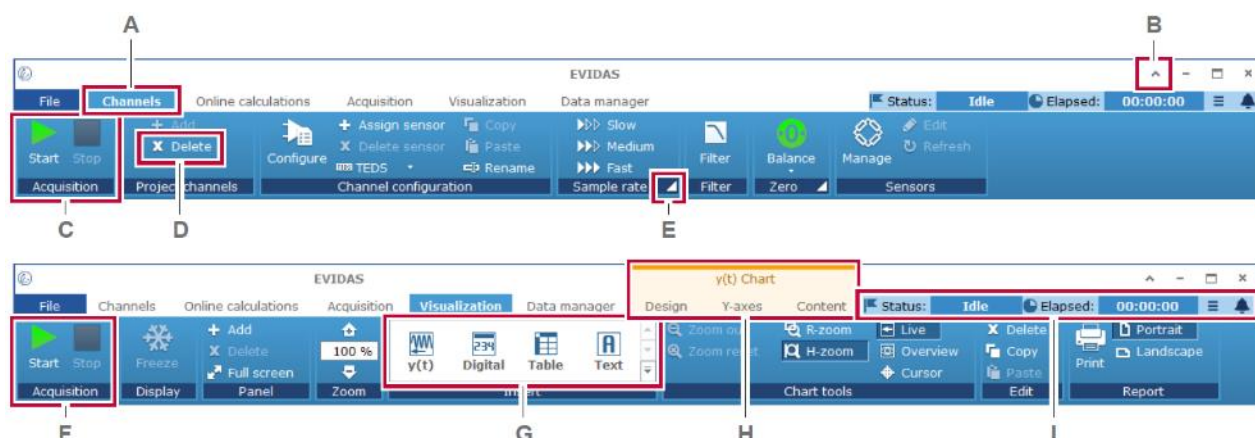 A B
EVIDAS
File Channels Online calculations Acquisition Visualization Data manager Status: Idle Elapsed: 00:00:00
+ Add + Assign sensor Copy Slow Edit
Start Stop X Delete Configure X Delete sensor Paste Medium Filter Balance Manage Refresh
TEDS Rename Fast
Acquisition Project channels Channel configuration Sample rate Filter Zero Sensors
C D E
EVIDAS y(t) Chart
File Channels Online calculations Acquisition Visualization Data manager Design Y-axes Content Status: Idle Elapsed: 00:00:00
+ Add 234 A Zoom out R-zoom Live X Delete Portrait
Start Stop Freeze X Delete 100 % y(t) Digital Table Text Zoom reset H-zoom Overview Copy Print Landscape
Full screen Cursor Paste
Acquisition Display Panel Zoom Insert Chart tools Edit Report
F G H I